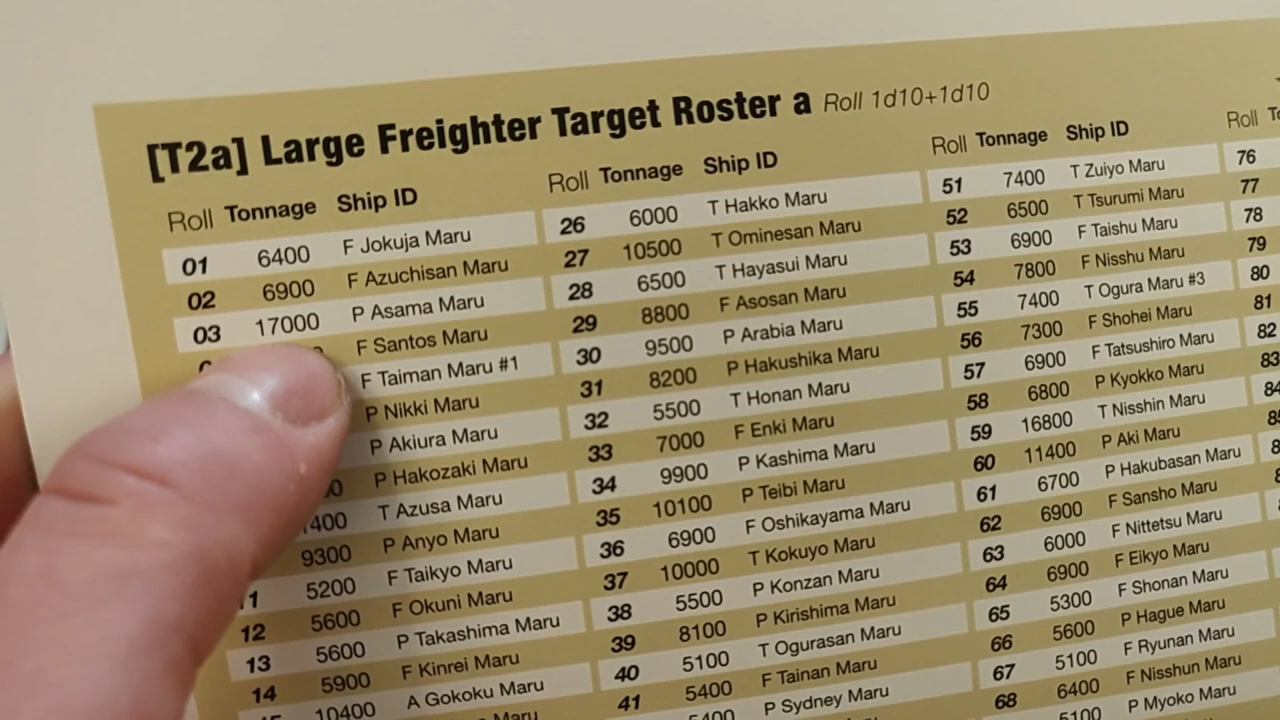 [T2a] Large Freighter Target Roster a Roll 1d10+1d10
Roll Tonnage Ship ID
01 6400 F Jokuja Maru
02 6900 F Azuchisan Maru
03 17000 P Asama Maru
F Santos Maru
F Taiman Maru #1
P Nikki Maru
P Akiura Maru
P Hakozaki Maru
T Azusa Maru
9300 P Anyo Maru
5200 F Taikyo Maru
12 5600 F Okuni Maru
13 5600 P Takashima Maru
14 5900 F Kinrei Maru
10400 A Gokoku Maru
Maru
Roll Tonnage Ship ID
26 6000 T Hakko Maru
27 10500 T Ominesan Maru
28 6500 T Hayasui Maru
29 8800 F Asosan Maru
30 9500 P Arabia Maru
31 8200 P Hakushika Maru
32 5500 T Honan Maru
33 7000 F Enki Maru
34 9900 P Kashima Maru
35 10100 P Teibi Maru
36 6900 F Oshikayama Maru
37 10000 T Kokuyo Maru
38 5500 P Konzan Maru
39 8100 P Kirishima Maru
40 5100 T Ogurasan Maru
41 5400 F Tainan Maru
5400 P Sydney Maru
Roll Tonnage Ship ID
51 7400 T Zuiyo Maru
52 6500 T Tsurumi Maru
53 6900 F Taishu Maru
54 7800 F Nisshu Maru
55 7400 T Ogura Maru #3
56 7300 F Shohei Maru
57 6900 F Tatsushiro Maru
58 6800 P Kyokko Maru
59 16800 T Nisshin Maru
60 11400 P Aki Maru
61 6700 P Hakubasan Maru
62 6900 F Sansho Maru
63 6000 F Nittetsu Maru
64 6900 F Eikyo Maru
65 5300 F Shonan Maru
66 5600 P Hague Maru
67 5100 F Ryunan Maru
68 6400 F Nisshun Maru
5100 P Myoko Maru
Roll
76
77
78
79
80
81
82
83